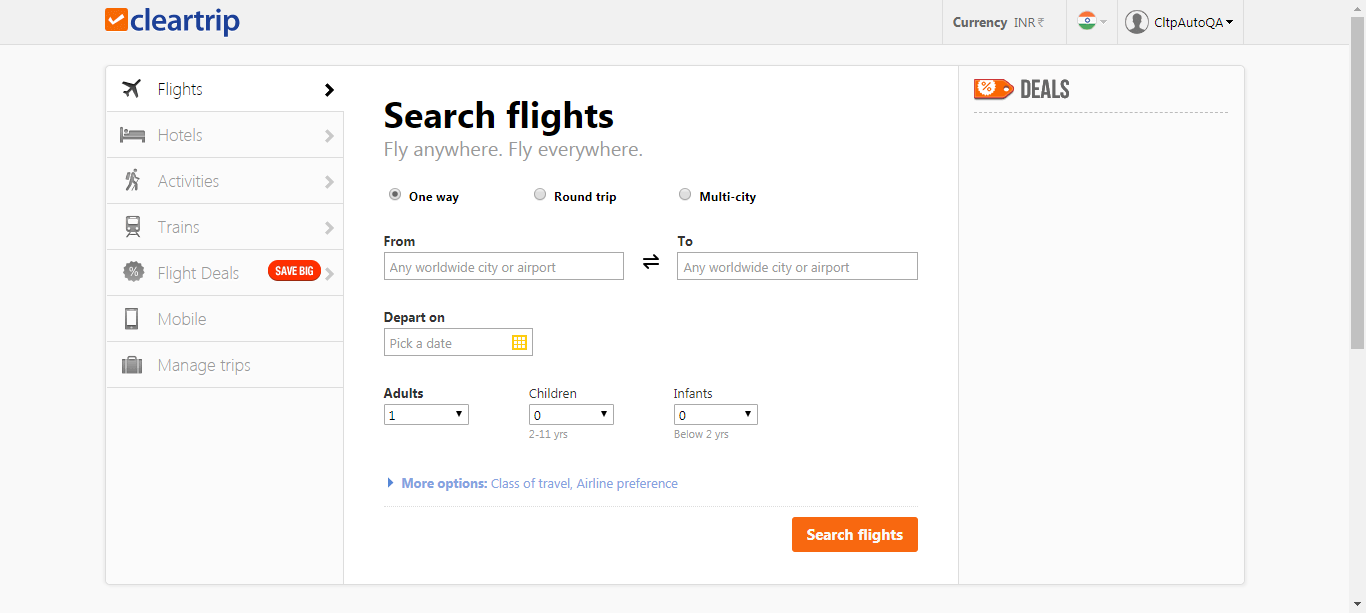 cleartrip
Currency INR ₹
CltpAutoQA
Flights
Hotels
Activities
Trains
% Flight Deals SAVE BIG
Mobile
Manage trips
Search flights
Fly anywhere. Fly everywhere.
One way Round trip Multi-city
From To
Any worldwide city or airport Any worldwide city or airport
Depart on
Pick a date
Adults Children Infants
1 0 0
2-11 yrs Below 2 yrs
More options: Class of travel, Airline preference
Search flights
% DEALS